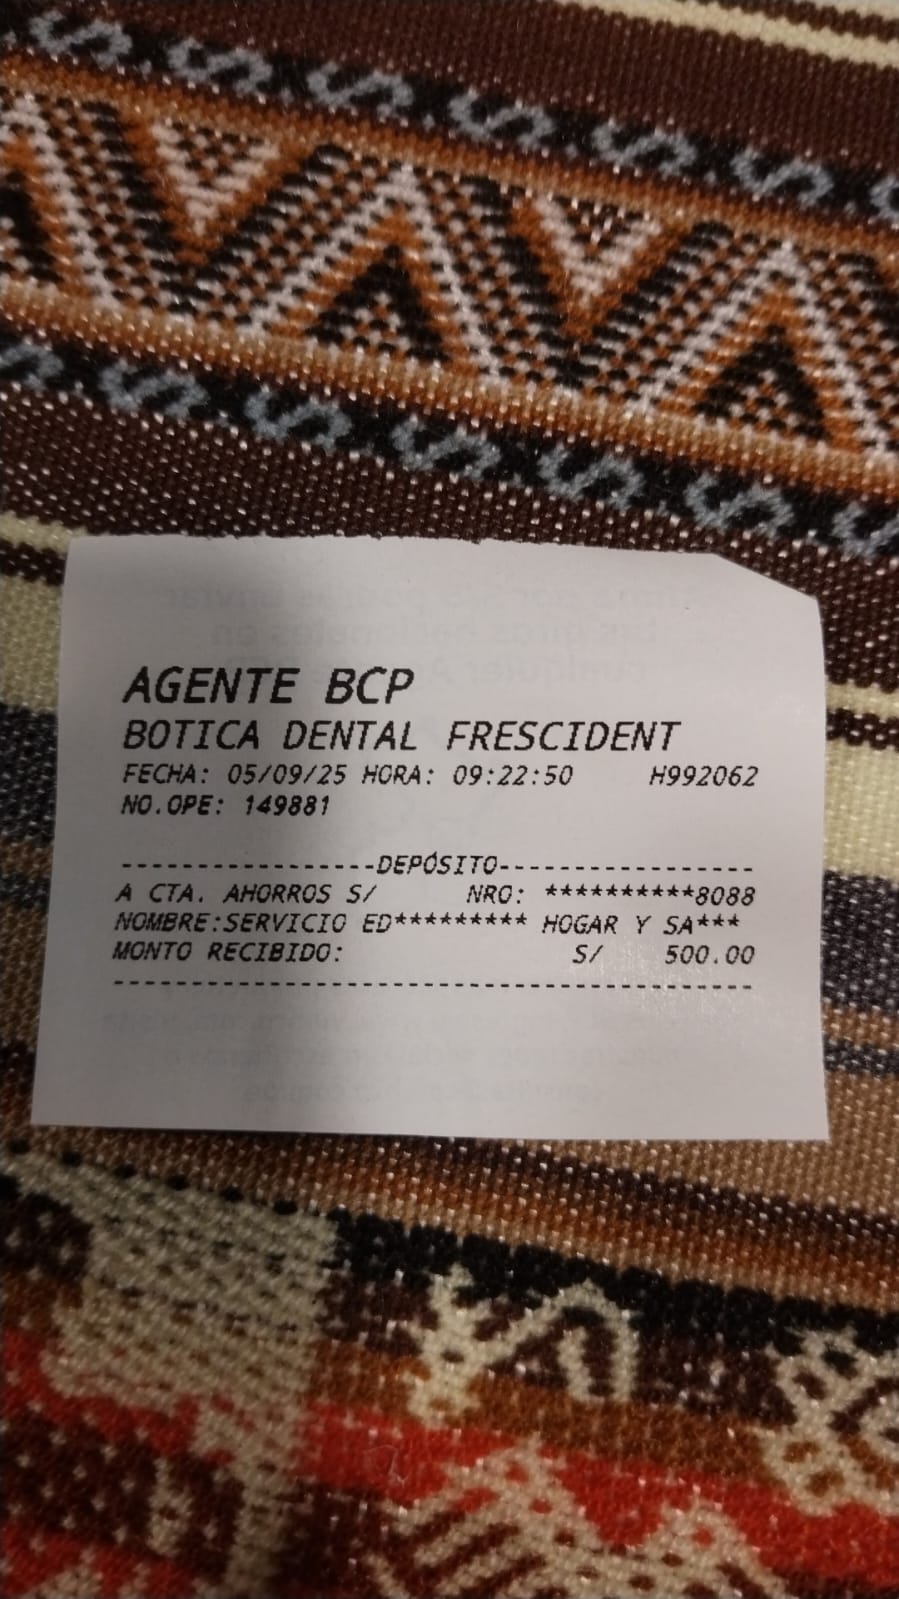 AGENTE BCP
BOTICA DENTAL FRESCIDENT
FECHA: 05/09/25 HORA: 09:22:50 H992062
NO.OPE: 149881
------------------DEPÓSITO------------------
A CTA. AHORROS S/ NRO: **********8088
NOMBRE:SERVICIO ED********* HOGAR Y SA***
MONTO RECIBIDO: S/ 500.00
--------------------------------------------